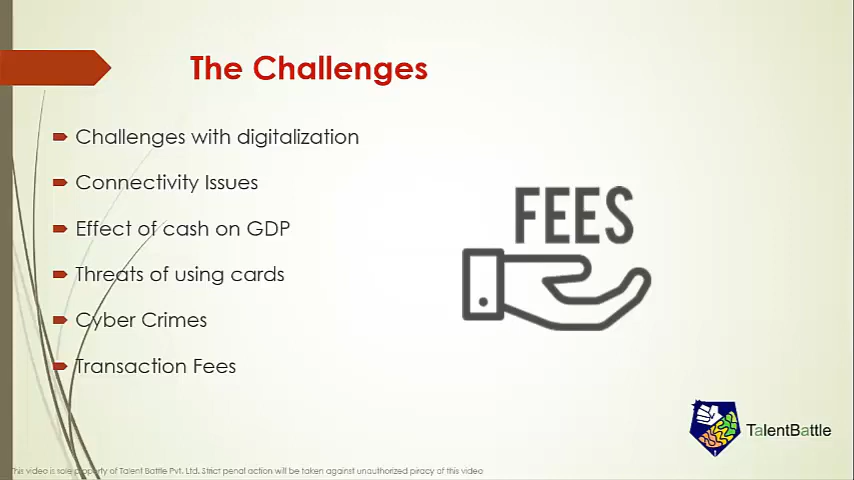 The Challenges
Challenges with digitalization
Connectivity Issues
Effect of cash on GDP
Threats of using cards
Cyber Crimes
Transaction Fees
FEES
TalentBattle
This video is sole property of Talent Battle Pvt. Ltd. Strict penal action will be taken against unauthorized piracy of this video